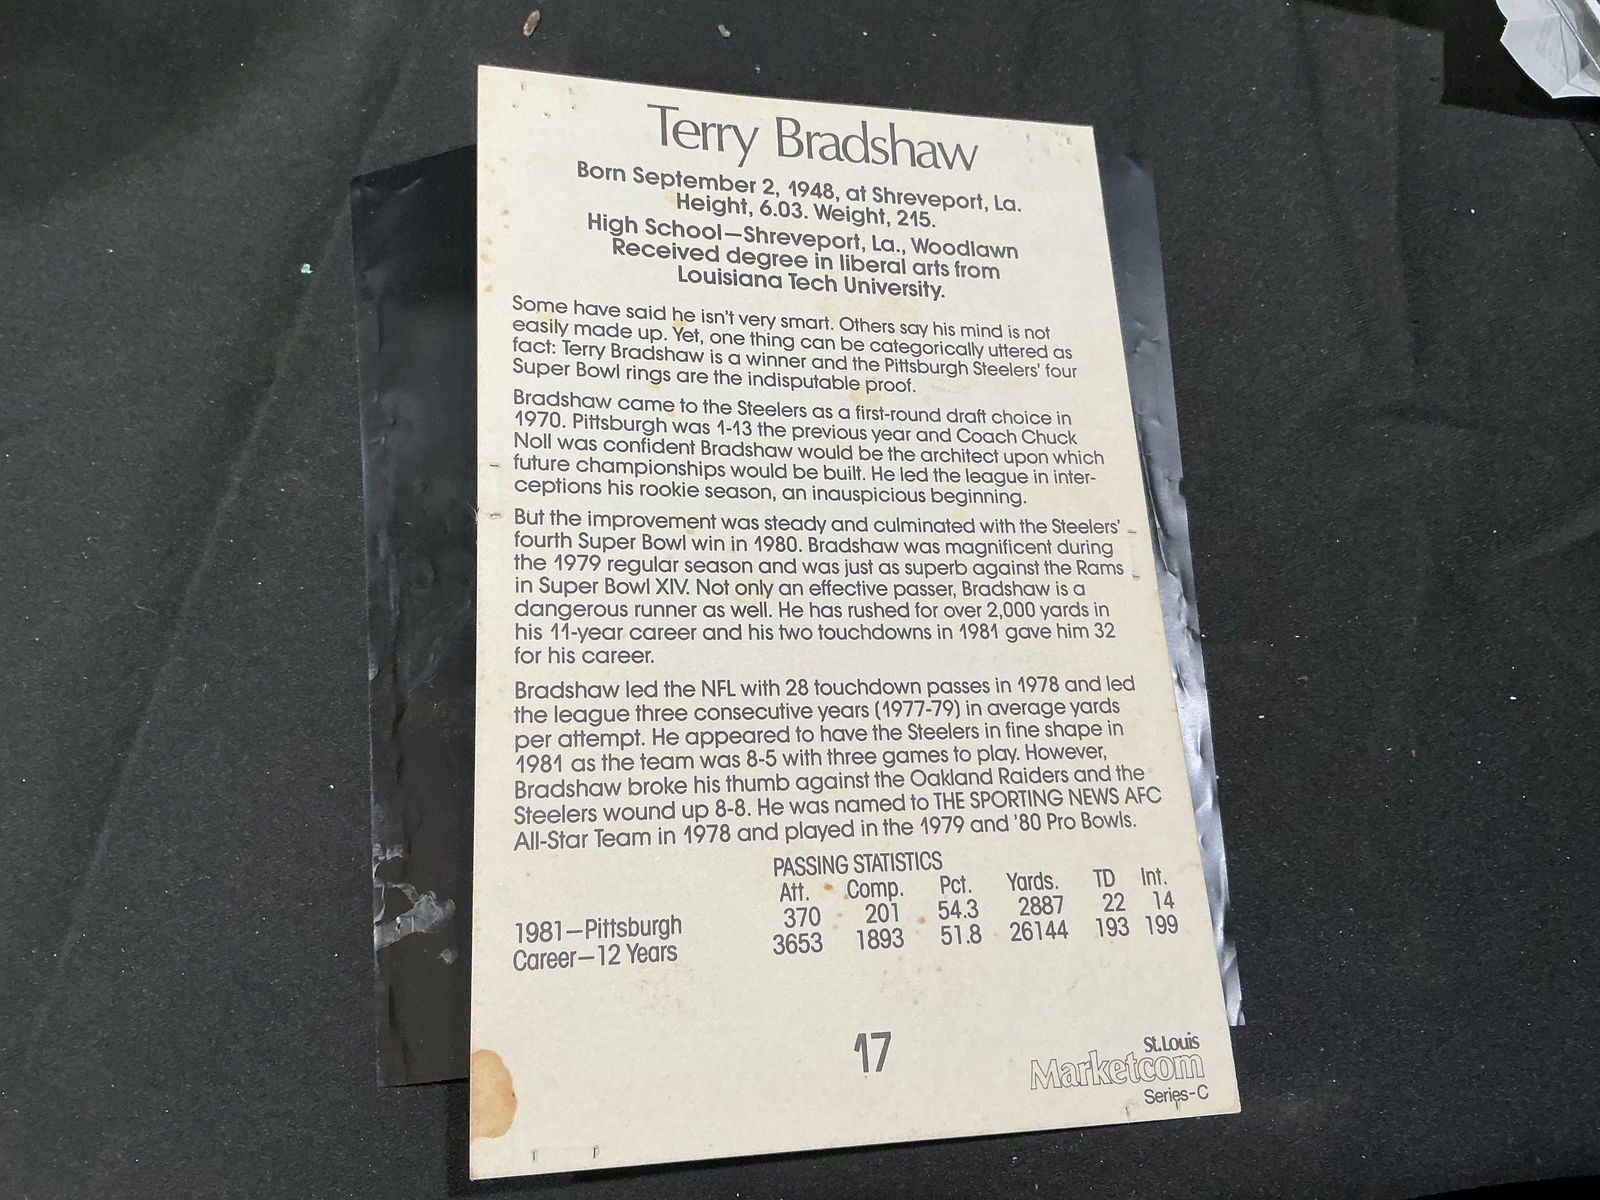 Terry Bradshaw
Born September 2, 1948, at Shreveport, La.
Height, 6.03. Weight, 215.
High School—Shreveport, La., Woodlawn
Received degree in liberal arts from
Louisiana Tech University.
Some have said he isn't very smart. Others say his mind is not
easily made up. Yet, one thing can be categorically uttered as
fact: Terry Bradshaw is a winner and the Pittsburgh Steelers' four
Super Bowl rings are the indisputable proof.
Bradshaw came to the Steelers as a first-round draft choice in
1970. Pittsburgh was 1-13 the previous year and Coach Chuck
Noll was confident Bradshaw would be the architect upon which
future championships would be built. He led the league in inter-
ceptions his rookie season, an inauspicious beginning.
But the improvement was steady and culminated with the Steelers'
fourth Super Bowl win in 1980. Bradshaw was magnificent during
the 1979 regular season and was just as superb against the Rams
in Super Bowl XIV. Not only an effective passer, Bradshaw is a
dangerous runner as well. He has rushed for over 2,000 yards in
his 11-year career and his two touchdowns in 1981 gave him 32
for his career.
Bradshaw led the NFL with 28 touchdown passes in 1978 and led
the league three consecutive years (1977-79) in average yards
per attempt. He appeared to have the Steelers in fine shape in
1981 as the team was 8-5 with three games to play. However,
Bradshaw broke his thumb against the Oakland Raiders and the
Steelers wound up 8-8. He was named to THE SPORTING NEWS AFC
All-Star Team in 1978 and played in the 1979 and '80 Pro Bowls.
PASSING STATISTICS
Att. Comp. Pct. Yards. TD Int.
1981—Pittsburgh 370 201 54.3 2887 22 14
Career—12 Years 3653 1893 51.8 26144 193 199
17
St. Louis
Marketcom
Series-C